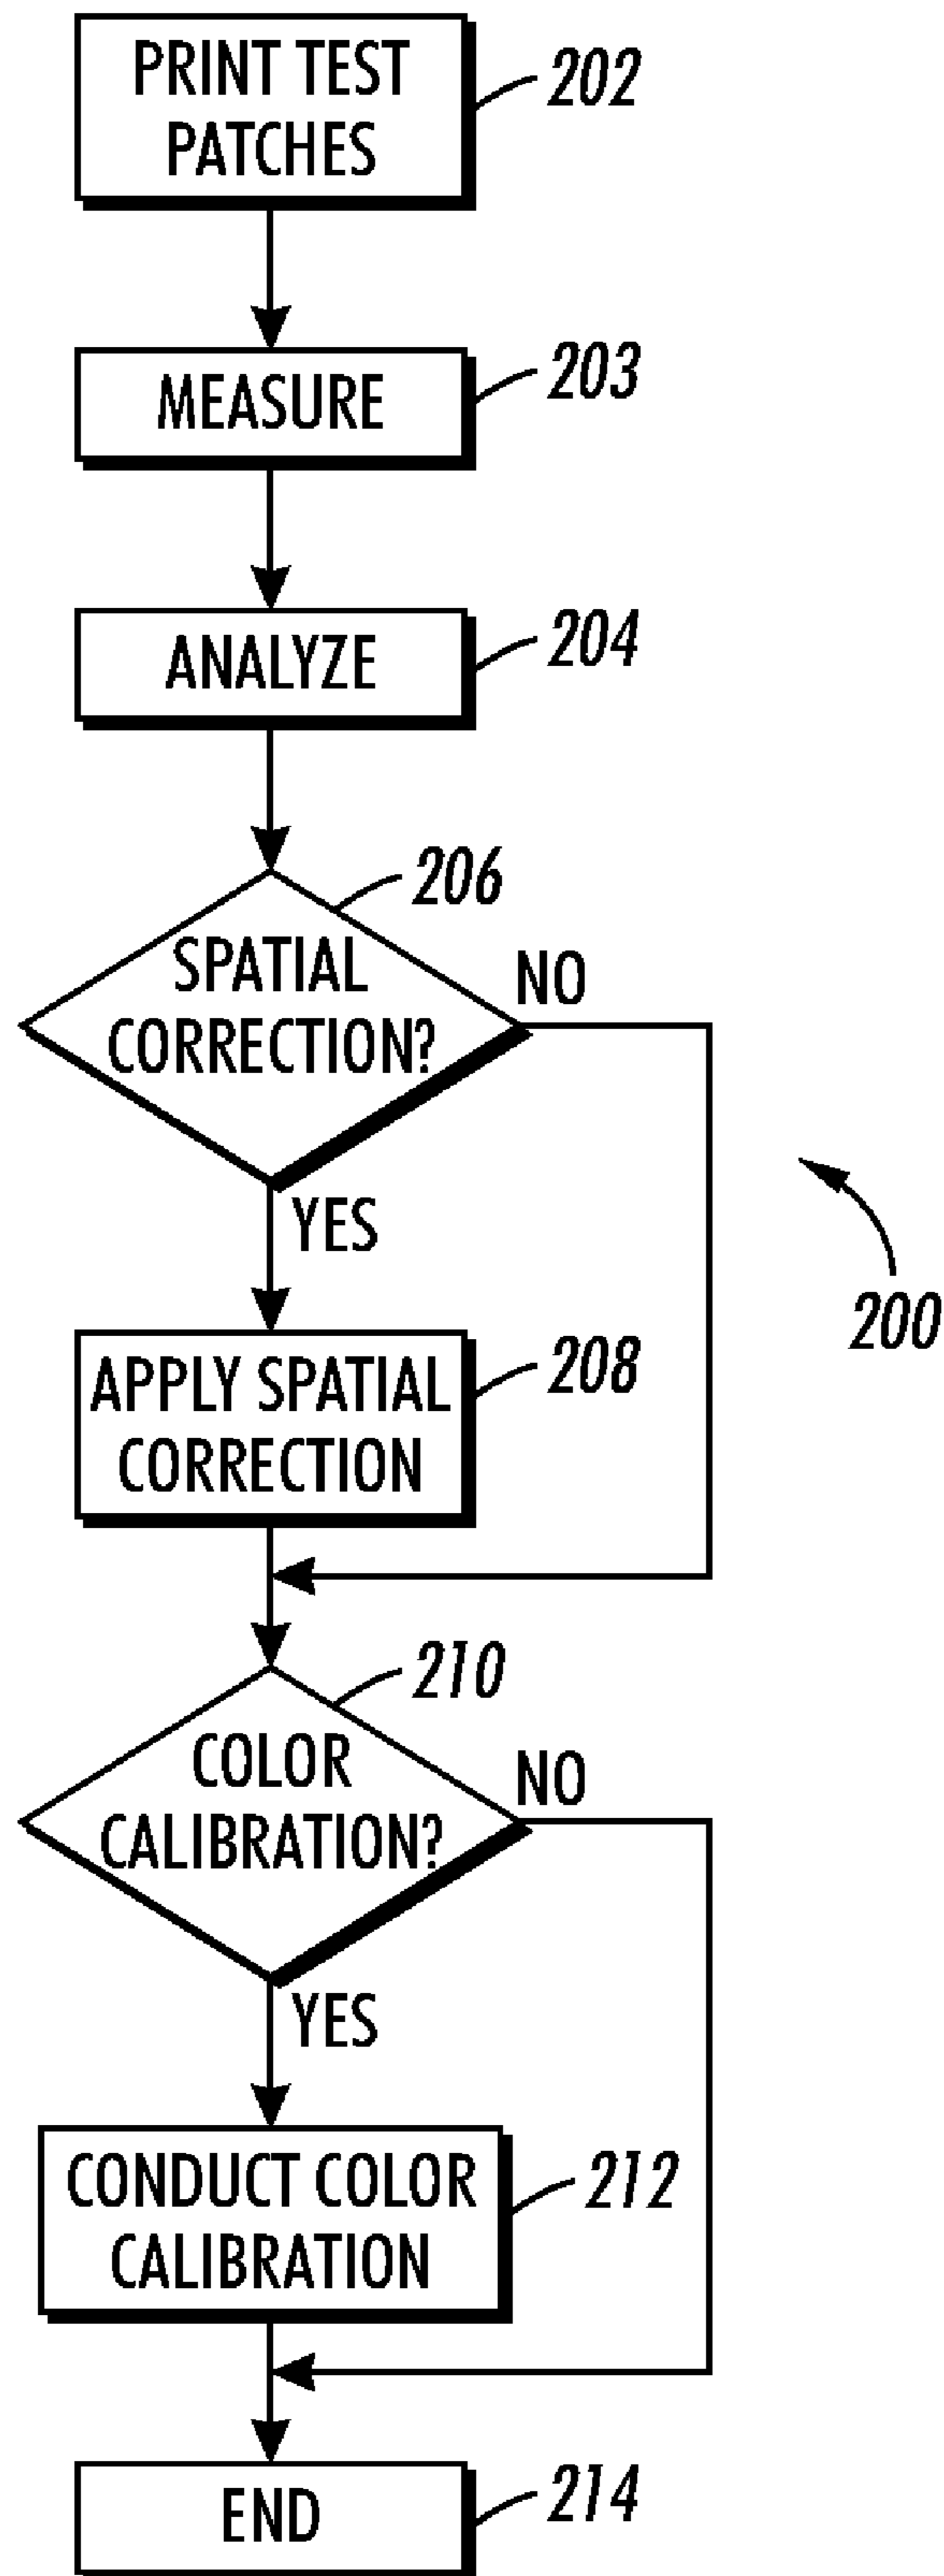 PRINT TEST
PATCHES
202
MEASURE
203
ANALYZE
204
206
SPATIAL
CORRECTION?
NO
YES
200
APPLY SPATIAL
CORRECTION
208
210
COLOR
CALIBRATION?
NO
YES
CONDUCT COLOR
CALIBRATION
212
END
214